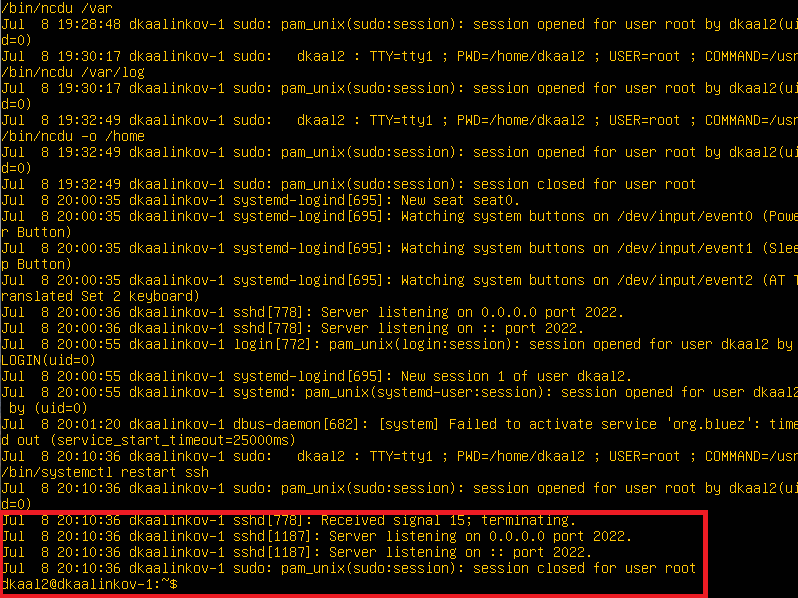 /bin/ncdu /var
Jul  8 19:28:48 dkaalinkov-1 sudo: pam_unix(sudo:session): session opened for user root by dkaal2(ui
d=0)
Jul  8 19:30:17 dkaalinkov-1 sudo:   dkaal2 : TTY=tty1 ; PWD=/home/dkaal2 ; USER=root ; COMMAND=/usr
/bin/ncdu /var/log
Jul  8 19:30:17 dkaalinkov-1 sudo: pam_unix(sudo:session): session opened for user root by dkaal2(ui
d=0)
Jul  8 19:32:49 dkaalinkov-1 sudo:   dkaal2 : TTY=tty1 ; PWD=/home/dkaal2 ; USER=root ; COMMAND=/usr
/bin/ncdu -o /home
Jul  8 19:32:49 dkaalinkov-1 sudo: pam_unix(sudo:session): session opened for user root by dkaal2(ui
d=0)
Jul  8 19:32:49 dkaalinkov-1 sudo: pam_unix(sudo:session): session closed for user root
Jul  8 20:00:35 dkaalinkov-1 systemd-logind[695]: New seat seat0.
Jul  8 20:00:35 dkaalinkov-1 systemd-logind[695]: Watching system buttons on /dev/input/event0 (Powe
r Button)
Jul  8 20:00:35 dkaalinkov-1 systemd-logind[695]: Watching system buttons on /dev/input/event1 (Slee
p Button)
Jul  8 20:00:35 dkaalinkov-1 systemd-logind[695]: Watching system buttons on /dev/input/event2 (AT T
ranslated Set 2 keyboard)
Jul  8 20:00:36 dkaalinkov-1 sshd[778]: Server listening on 0.0.0.0 port 2022.
Jul  8 20:00:36 dkaalinkov-1 sshd[778]: Server listening on :: port 2022.
Jul  8 20:00:55 dkaalinkov-1 login[772]: pam_unix(login:session): session opened for user dkaal2 by
LOGIN(uid=0)
Jul  8 20:00:55 dkaalinkov-1 systemd-logind[695]: New session 1 of user dkaal2.
Jul  8 20:00:55 dkaalinkov-1 systemd: pam_unix(systemd-user:session): session opened for user dkaal2
 by (uid=0)
Jul  8 20:01:20 dkaalinkov-1 dbus-daemon[682]: [system] Failed to activate service 'org.bluez': time
d out (service_start_timeout=25000ms)
Jul  8 20:10:36 dkaalinkov-1 sudo:   dkaal2 : TTY=tty1 ; PWD=/home/dkaal2 ; USER=root ; COMMAND=/usr
/bin/systemctl restart ssh
Jul  8 20:10:36 dkaalinkov-1 sudo: pam_unix(sudo:session): session opened for user root by dkaal2(ui
d=0)
Jul  8 20:10:36 dkaalinkov-1 sshd[778]: Received signal 15; terminating.
Jul  8 20:10:36 dkaalinkov-1 sshd[1187]: Server listening on 0.0.0.0 port 2022.
Jul  8 20:10:36 dkaalinkov-1 sshd[1187]: Server listening on :: port 2022.
Jul  8 20:10:36 dkaalinkov-1 sudo: pam_unix(sudo:session): session closed for user root
dkaal2@dkaalinkov-1:~$